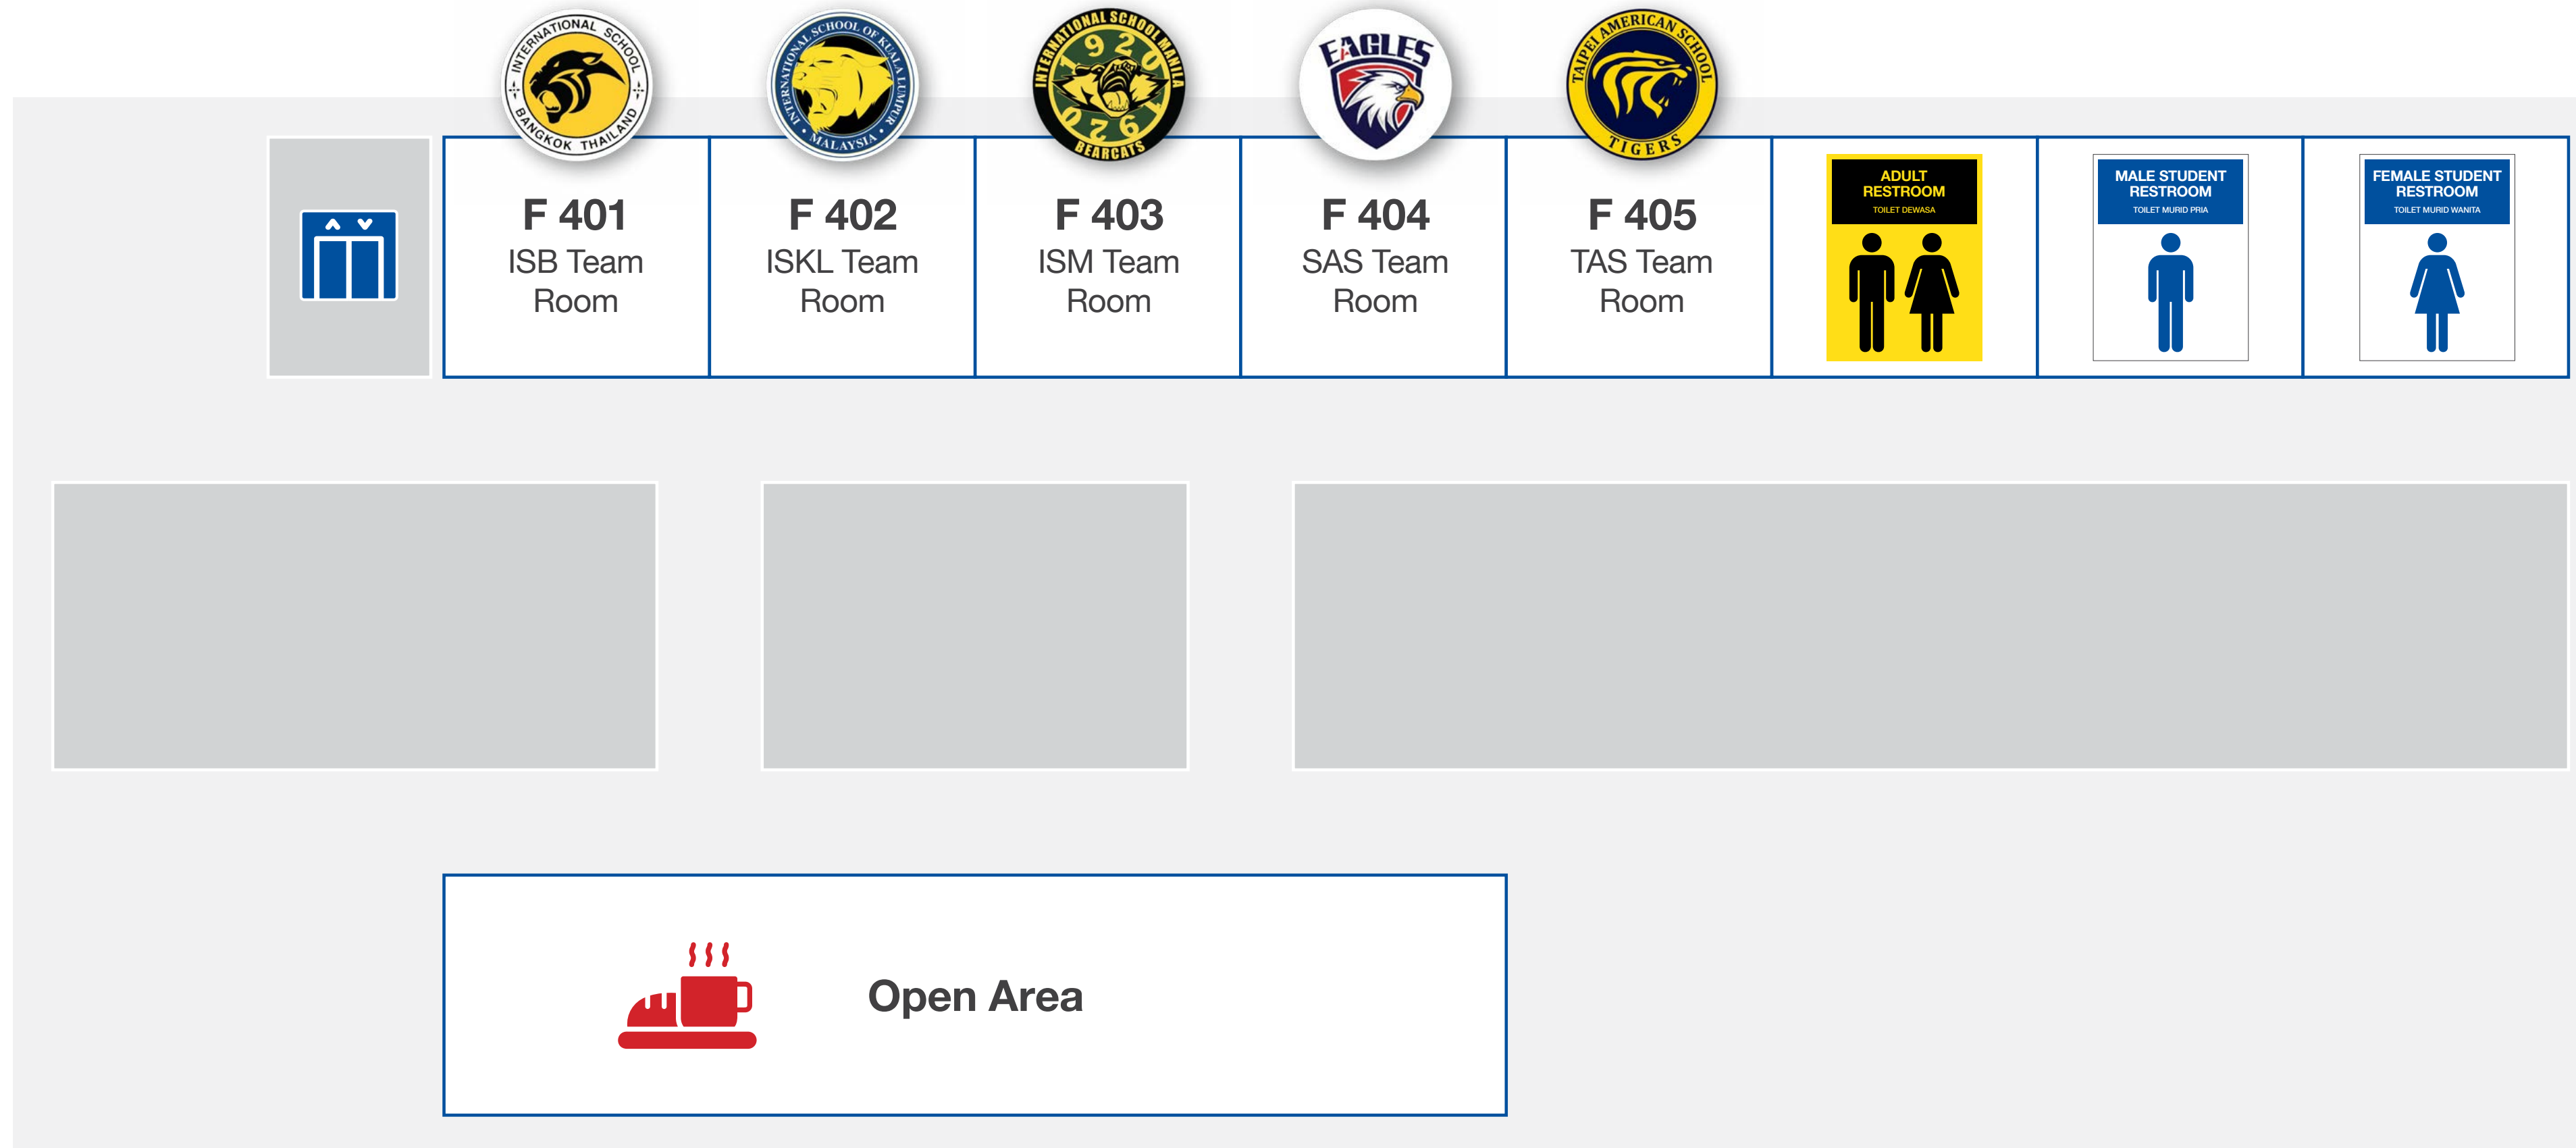 INTERNATIONAL SCHOOL
BANGKOK THAILAND
INTERNATIONAL SCHOOL OF KUALA LUMPUR
• MALAYSIA •
INTERNATIONAL SCHOOL MANILA
1920
1920
BEARCATS
EAGLES
TAIPEI AMERICAN SCHOOL
TIGERS
F 401
ISB Team
Room
F 402
ISKL Team
Room
F 403
ISM Team
Room
F 404
SAS Team
Room
F 405
TAS Team
Room
ADULT
RESTROOM
TOILET DEWASA
MALE STUDENT
RESTROOM
TOILET MURID PRIA
FEMALE STUDENT
RESTROOM
TOILET MURID WANITA
Open Area